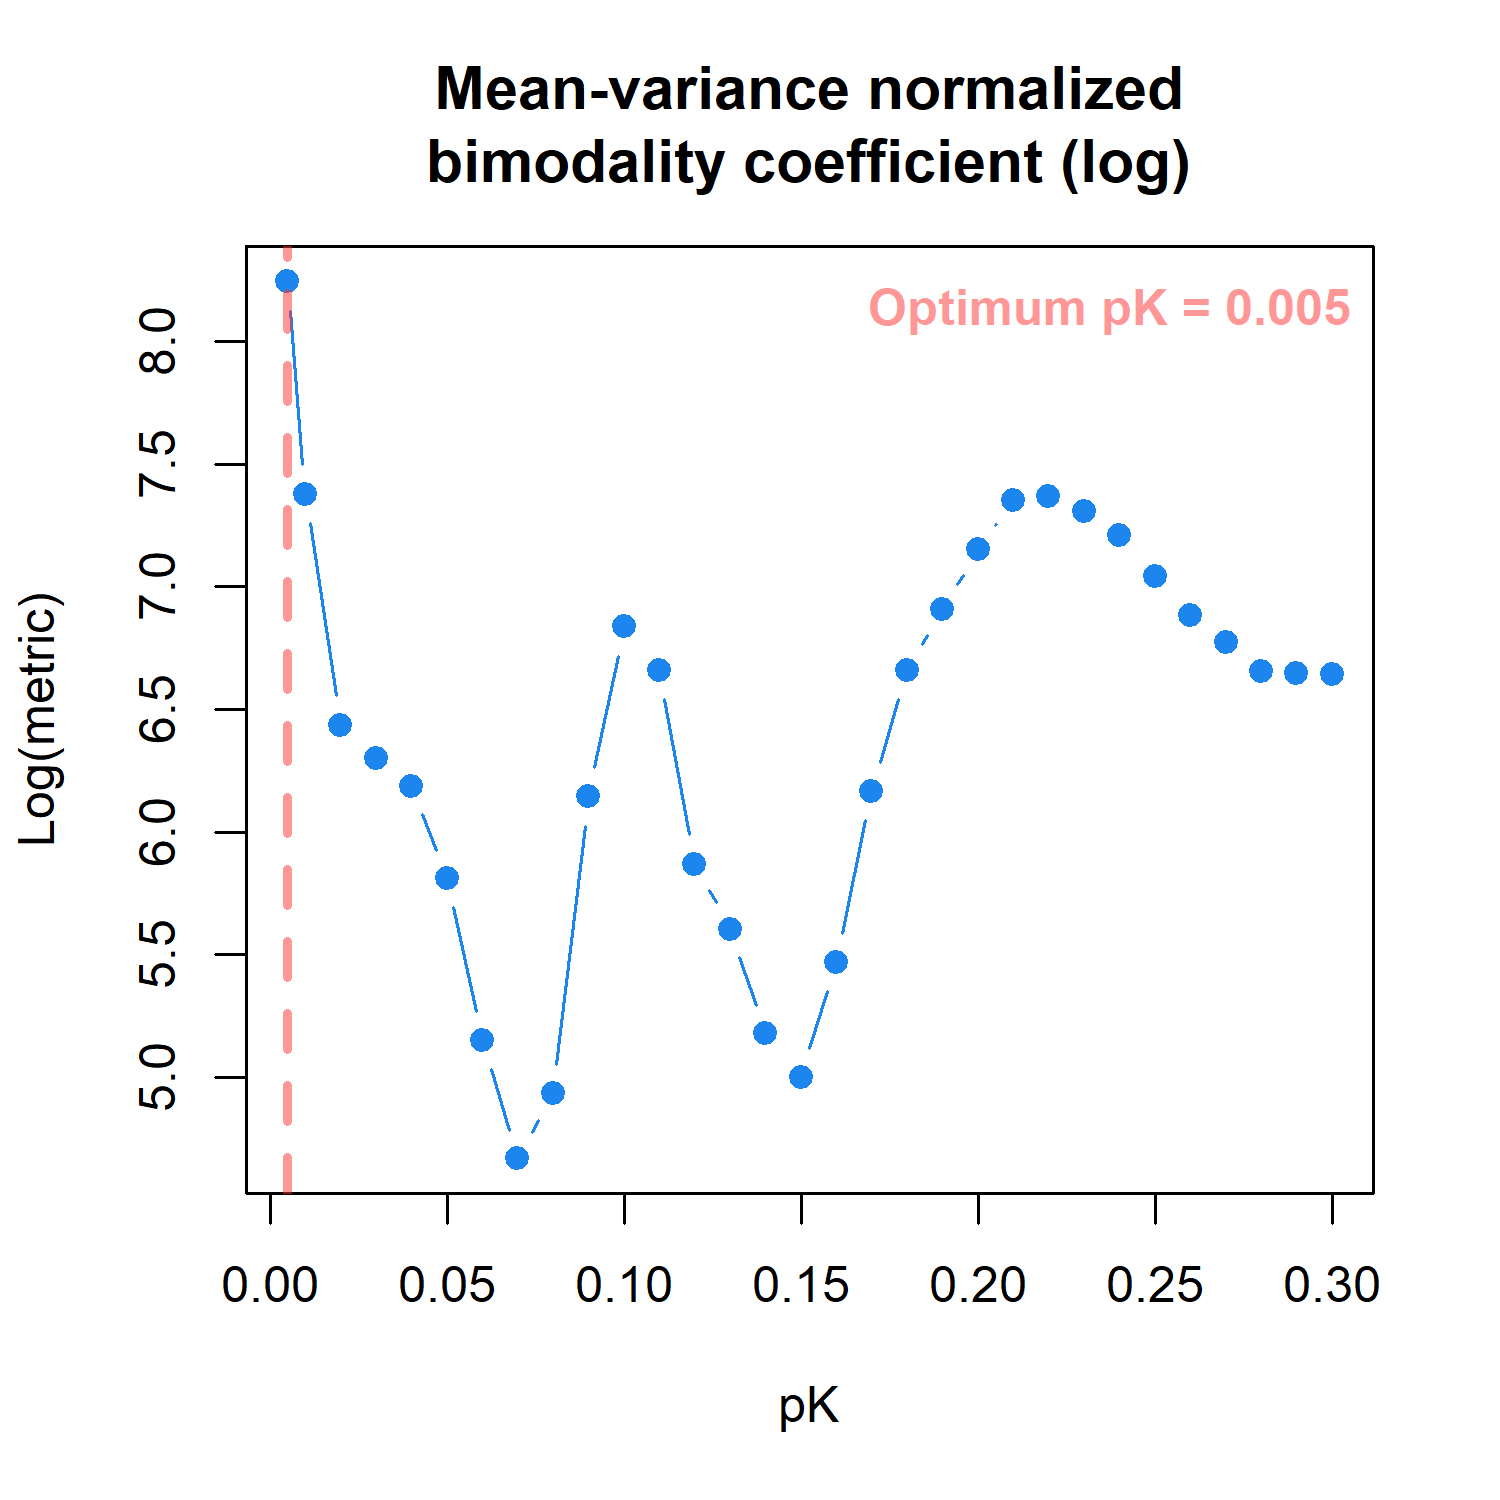 Mean-variance normalized
bimodality coefficient (log)
Optimum pK = 0.005
Log(metric)
8.0
7.5
7.0
6.5
6.0
5.5
5.0
0.00 0.05 0.10 0.15 0.20 0.25 0.30
pK